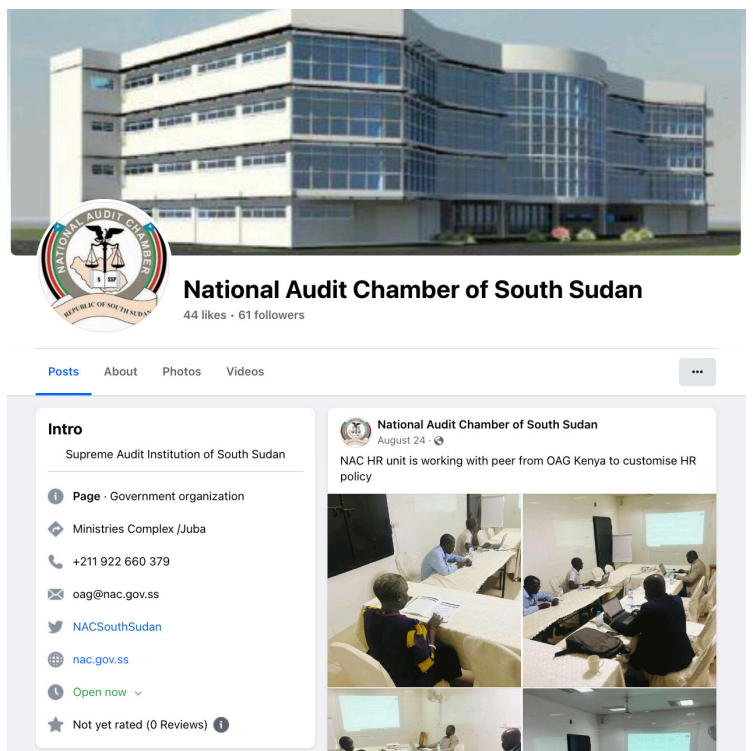 NATIONAL AUDIT CHAMBER
$ SSP
REPUBLIC OF SOUTH SUDAN
National Audit Chamber of South Sudan
44 likes · 61 followers
Posts About Photos Videos
Intro
Supreme Audit Institution of South Sudan
Page · Government organization
Ministries Complex /Juba
+211 922 660 379
oag@nac.gov.ss
NACSouthSudan
nac.gov.ss
Open now
Not yet rated (0 Reviews)
National Audit Chamber of South Sudan
August 24 ·
NAC HR unit is working with peer from OAG Kenya to customise HR
policy